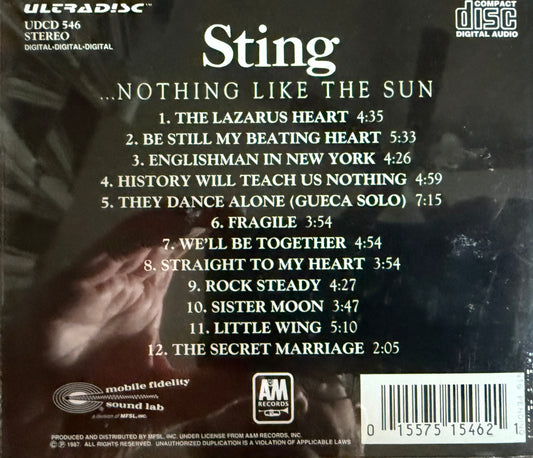 ULTRADISC™
UDCD 546
STEREO
DIGITAL•DIGITAL•DIGITAL
COMPACT
disc
DIGITAL AUDIO
Sting
...NOTHING LIKE THE SUN
1. THE LAZARUS HEART 4:35
2. BE STILL MY BEATING HEART 5:33
3. ENGLISHMAN IN NEW YORK 4:26
4. HISTORY WILL TEACH US NOTHING 4:59
5. THEY DANCE ALONE (GUECA SOLO) 7:15
6. FRAGILE 3:54
7. WE'LL BE TOGETHER 4:54
8. STRAIGHT TO MY HEART 3:54
9. ROCK STEADY 4:27
10. SISTER MOON 3:47
11. LITTLE WING 5:10
12. THE SECRET MARRIAGE 2:05
mobile fidelity
sound lab
A Division of MFSL, INC.
A&M
RECORDS
0 15575 15462
PRODUCED AND DISTRIBUTED BY MFSL, INC. UNDER LICENSE FROM A&M RECORDS, INC.
© ℗ 1987. ALL RIGHTS RESERVED. UNAUTHORIZED DUPLICATION IS A VIOLATION OF APPLICABLE LAWS